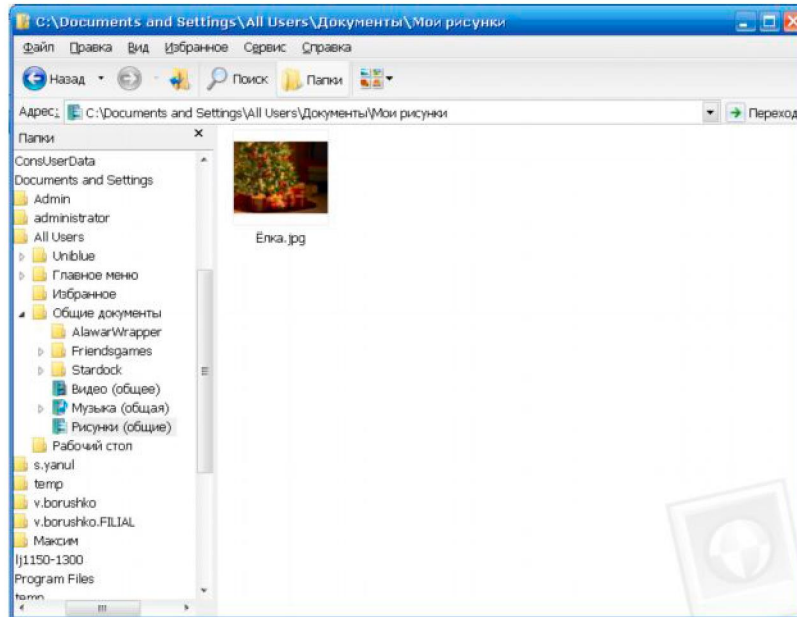 C:\Documents and Settings\All Users\Документы\Мои рисунки
Файл Правка Вид Избранное Сервис Справка
Назад Поиск Папки
Адрес: C:\Documents and Settings\All Users\Документы\Мои рисунки Переход
Папки
ConsUserData
Documents and Settings
Admin
administrator
All Users
Uniblue
Главное меню
Избранное
Общие документы
AlawarWrapper
Friendsgames
Stardock
Видео (общее)
Музыка (общая)
Рисунки (общие)
Рабочий стол
s.yanul
temp
v.borushko
v.borushko.FILIAL
Максим
lj1150-1300
Program Files
temp
Ёлка.jpg